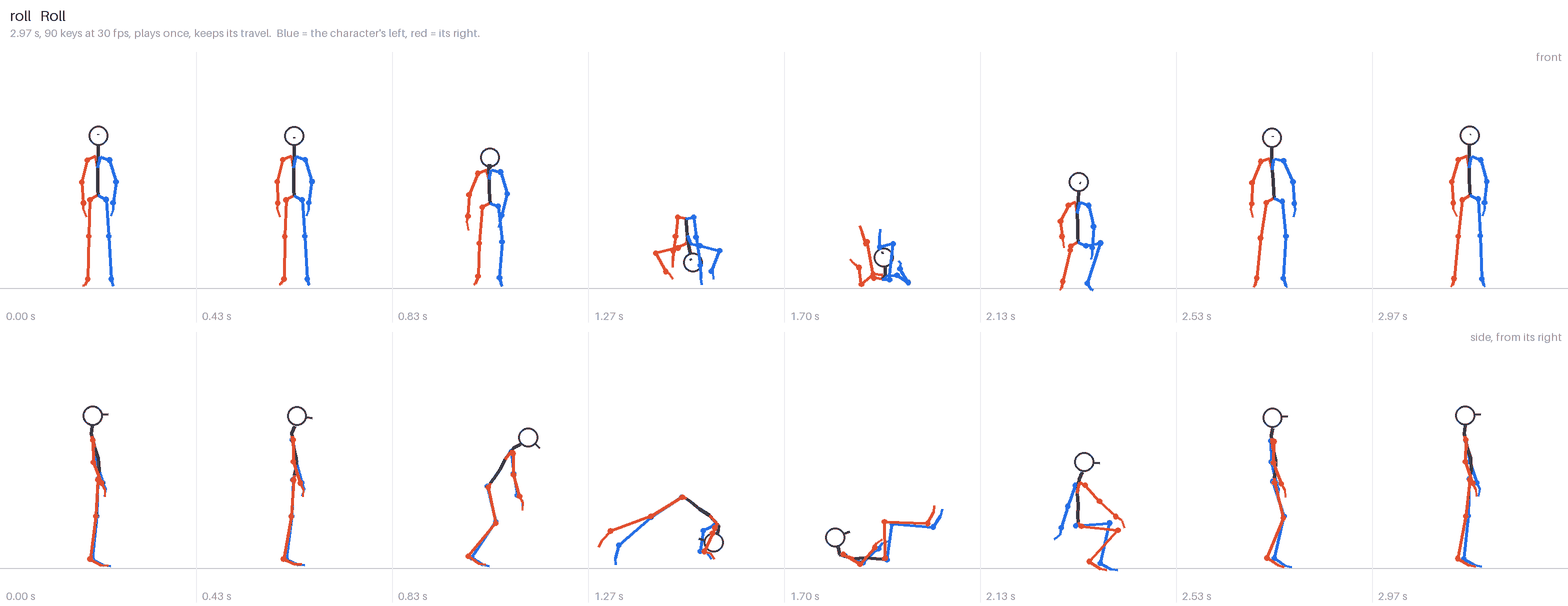 roll Roll
2.97 s, 90 keys at 30 fps, plays once, keeps its travel. Blue = the character's left, red = its right.
front
0.00 s 0.43 s 0.83 s 1.27 s 1.70 s 2.13 s 2.53 s 2.97 s
side, from its right
0.00 s 0.43 s 0.83 s 1.27 s 1.70 s 2.13 s 2.53 s 2.97 s